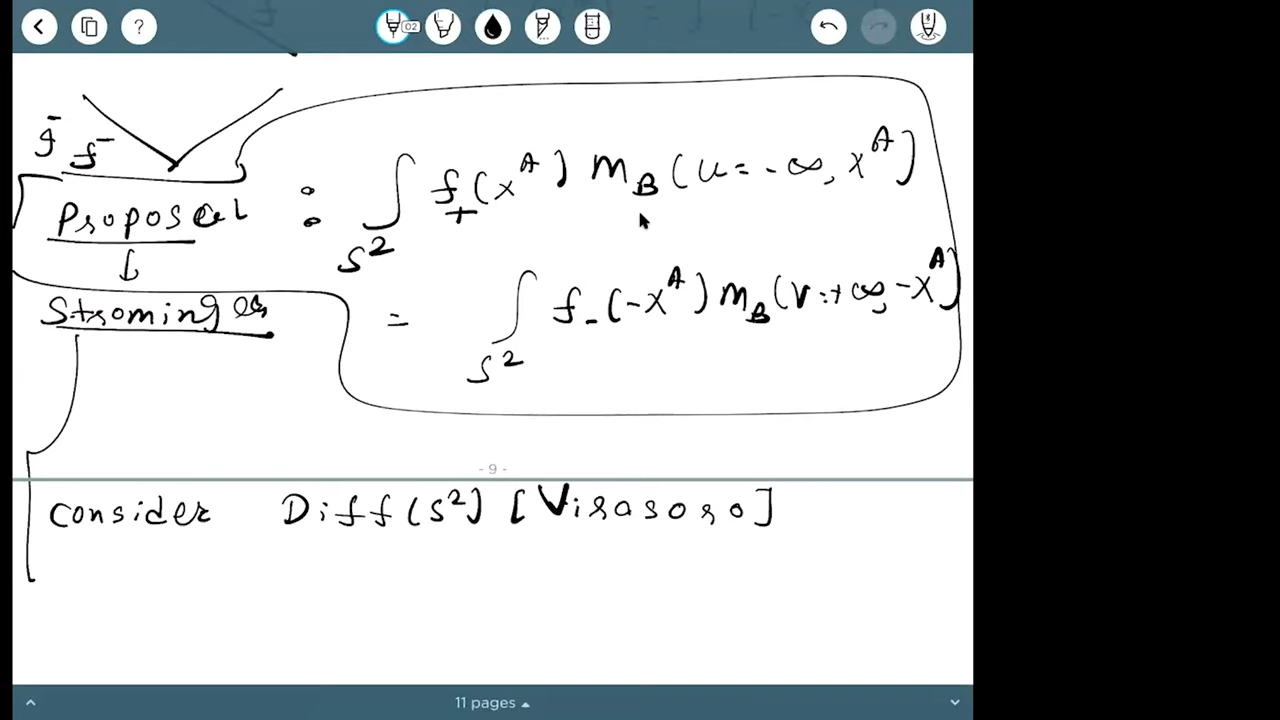 g⁻ f⁻
Proposal : ∫_{S²} f₊(x^A) m_B(u = -∞, x^A)
↓
Strominger = ∫_{S²} f₋(-x^A) m_B(v = +∞, -x^A)
- 9 -
Consider Diff(S²) [Virasoro]
11 pages